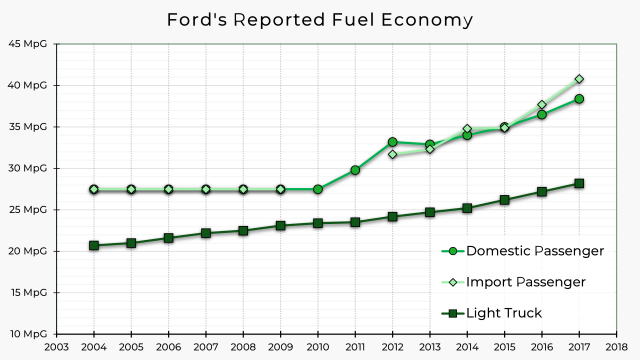 Ford's Reported Fuel Economy
45 MpG
40 MpG
35 MpG
30 MpG
25 MpG
20 MpG
15 MpG
10 MpG
Domestic Passenger
Import Passenger
Light Truck
2003 2004 2005 2006 2007 2008 2009 2010 2011 2012 2013 2014 2015 2016 2017 2018